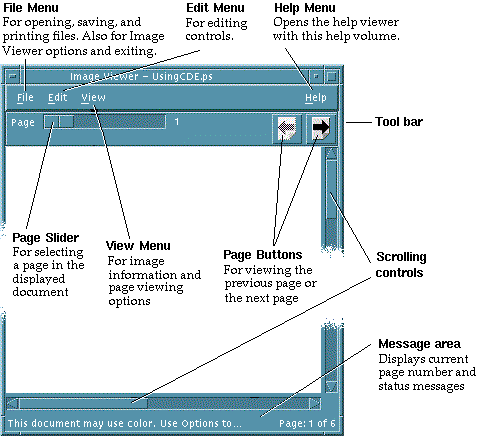 File Menu
For opening, saving, and
printing files. Also for Image
Viewer options and exiting.
Edit Menu
For editing
controls.
Help Menu
Opens the help viewer
with this help volume.
Image Viewer – UsingCDE.ps
File Edit View Help
Page 1
Tool bar
Page Slider
For selecting
a page in the
displayed
document
View Menu
For image
information and
page viewing
options
Page Buttons
For viewing the
previous page or
the next page
Scrolling
controls
Message area
Displays current
page number and
status messages
This document may use color. Use Options to... Page: 1 of 6